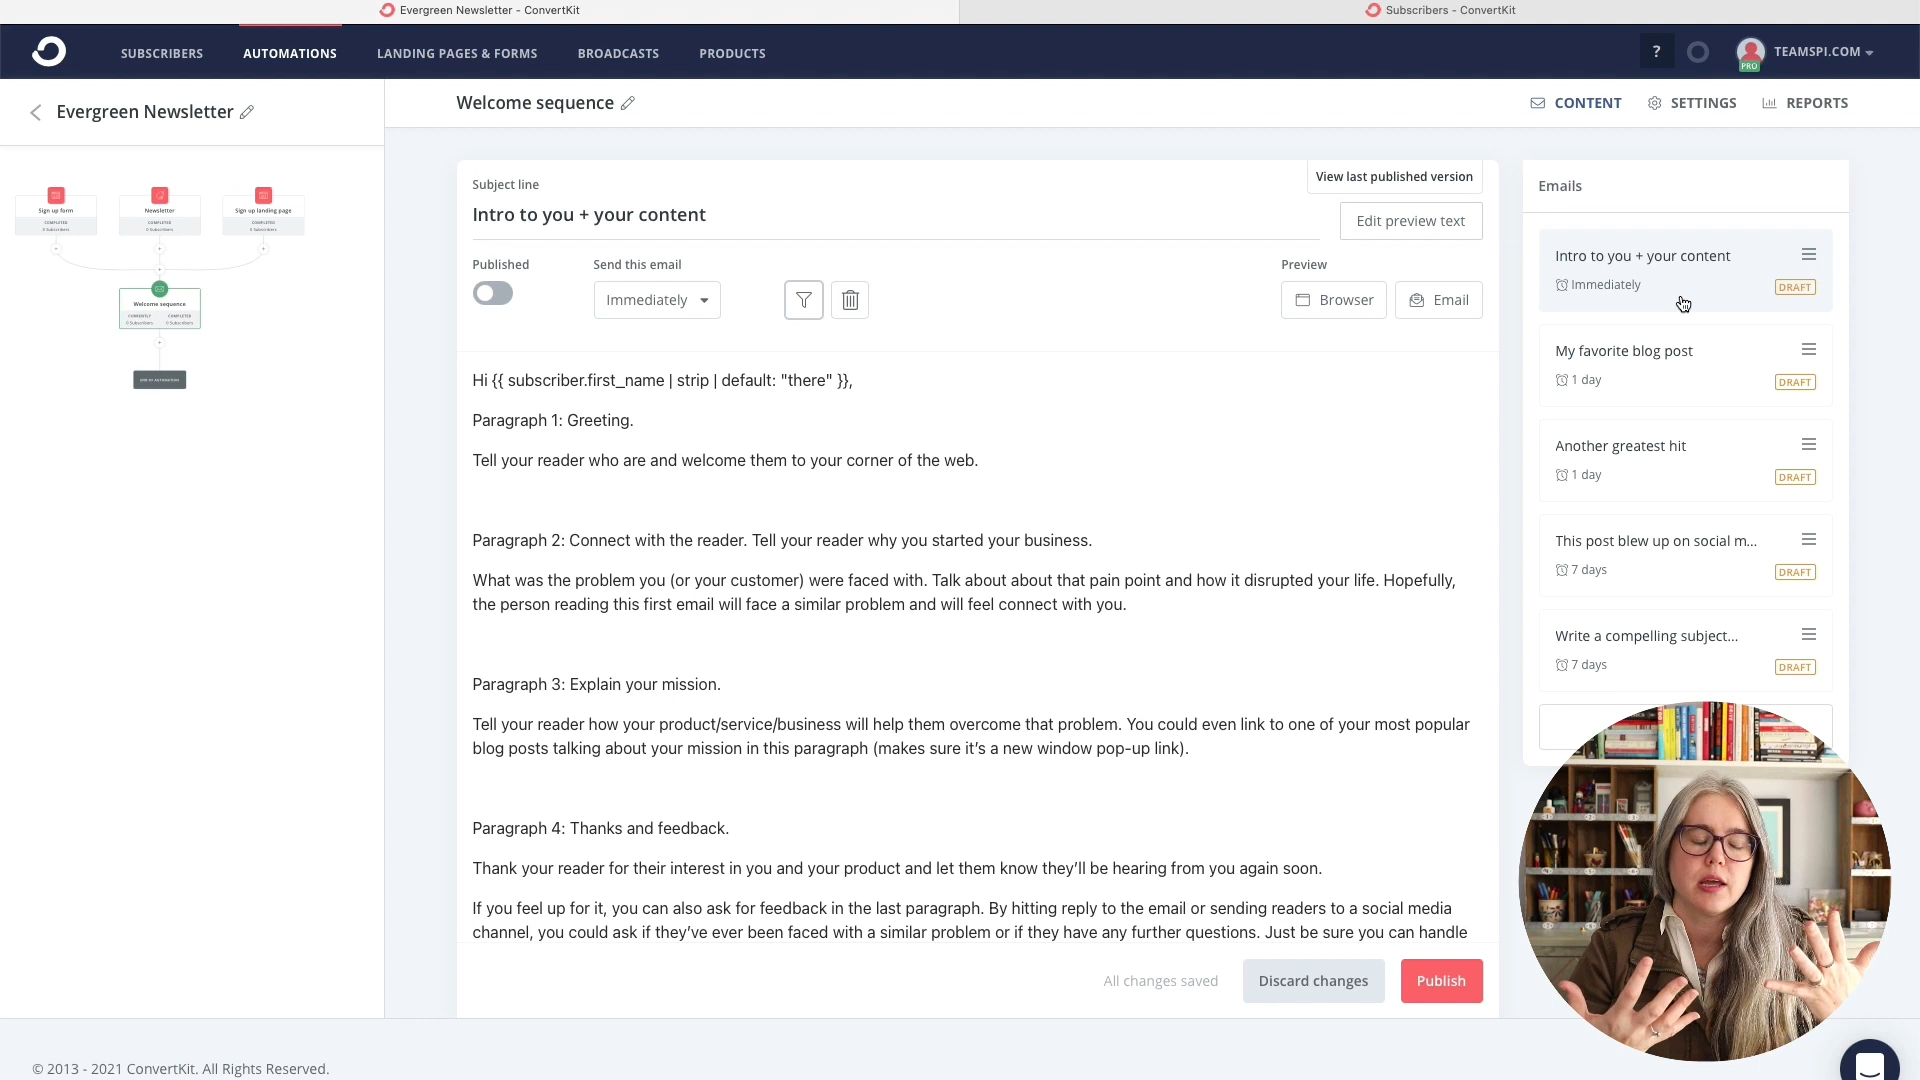 Evergreen Newsletter - ConvertKit
Subscribers - ConvertKit
SUBSCRIBERS
AUTOMATIONS
LANDING PAGES & FORMS
BROADCASTS
PRODUCTS
?
PRO
TEAMSPI.COM
Evergreen Newsletter
Welcome sequence
CONTENT
SETTINGS
REPORTS
Sign up form
COMPLETED
0 Subscribers
Newsletter
COMPLETED
0 Subscribers
Sign up landing page
COMPLETED
0 Subscribers
Welcome sequence
CURRENTLY
COMPLETED
0 Subscribers
0 Subscribers
END OF AUTOMATION
Subject line
View last published version
Intro to you + your content
Edit preview text
Published
Send this email
Preview
Immediately
Browser
Email
Hi {{ subscriber.first_name | strip | default: "there" }},
Paragraph 1: Greeting.
Tell your reader who are and welcome them to your corner of the web.
Paragraph 2: Connect with the reader. Tell your reader why you started your business.
What was the problem you (or your customer) were faced with. Talk about about that pain point and how it disrupted your life. Hopefully,
the person reading this first email will face a similar problem and will feel connect with you.
Paragraph 3: Explain your mission.
Tell your reader how your product/service/business will help them overcome that problem. You could even link to one of your most popular
blog posts talking about your mission in this paragraph (makes sure it’s a new window pop-up link).
Paragraph 4: Thanks and feedback.
Thank your reader for their interest in you and your product and let them know they’ll be hearing from you again soon.
If you feel up for it, you can also ask for feedback in the last paragraph. By hitting reply to the email or sending readers to a social media
channel, you could ask if they’ve ever been faced with a similar problem or if they have any further questions. Just be sure you can handle
All changes saved
Discard changes
Publish
Emails
Intro to you + your content
Immediately
DRAFT
My favorite blog post
1 day
DRAFT
Another greatest hit
1 day
DRAFT
This post blew up on social m...
7 days
DRAFT
Write a compelling subject...
7 days
DRAFT
© 2013 - 2021 ConvertKit. All Rights Reserved.